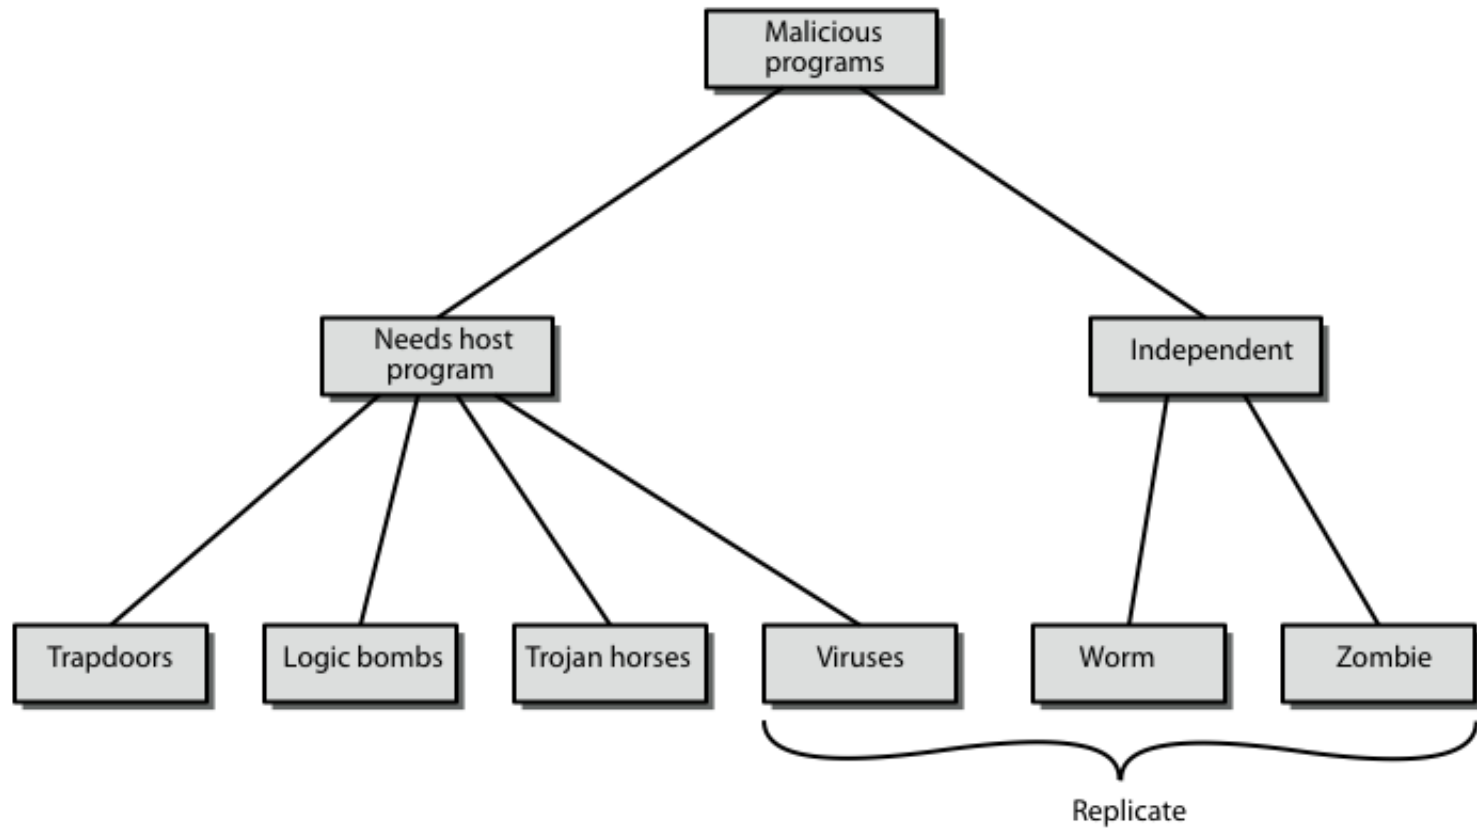 Malicious
programs
Needs host
program
Independent
Trapdoors
Logic bombs
Trojan horses
Viruses
Worm
Zombie
Replicate